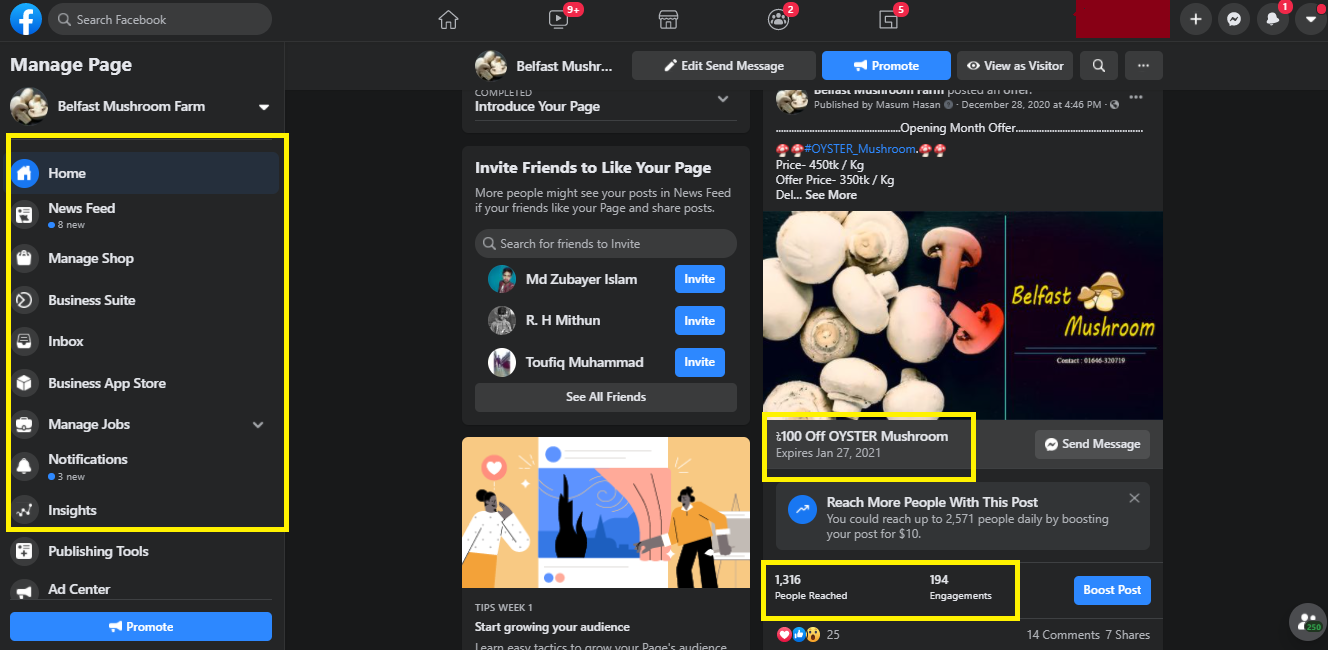 Search Facebook
9+
2
5
1
Manage Page
Belfast Mushroom Farm
Home
News Feed
8 new
Manage Shop
Business Suite
Inbox
Business App Store
Manage Jobs
Notifications
3 new
Insights
Publishing Tools
Ad Center
Promote
Belfast Mushr...
Edit Send Message
Promote
View as Visitor
COMPLETED
Introduce Your Page
Invite Friends to Like Your Page
More people might see your posts in News Feed
if your friends like your Page and share posts.
Search for friends to Invite
Md Zubayer Islam
Invite
R. H Mithun
Invite
Toufiq Muhammad
Invite
See All Friends
TIPS WEEK 1
Start growing your audience
Learn easy tactics to grow your Page's audience
Belfast Mushroom Farm posted an offer.
Published by Masum Hasan · December 28, 2020 at 4:46 PM ·
................................................Opening Month Offer.................................................
#OYSTER_Mushroom.
Price- 450tk / Kg
Offer Price- 350tk / Kg
Del... See More
Belfast
Mushroom
Contact : 01646-320719
৳100 Off OYSTER Mushroom
Expires Jan 27, 2021
Send Message
Reach More People With This Post
You could reach up to 2,571 people daily by boosting
your post for $10.
1,316
People Reached
194
Engagements
Boost Post
25
14 Comments 7 Shares
250